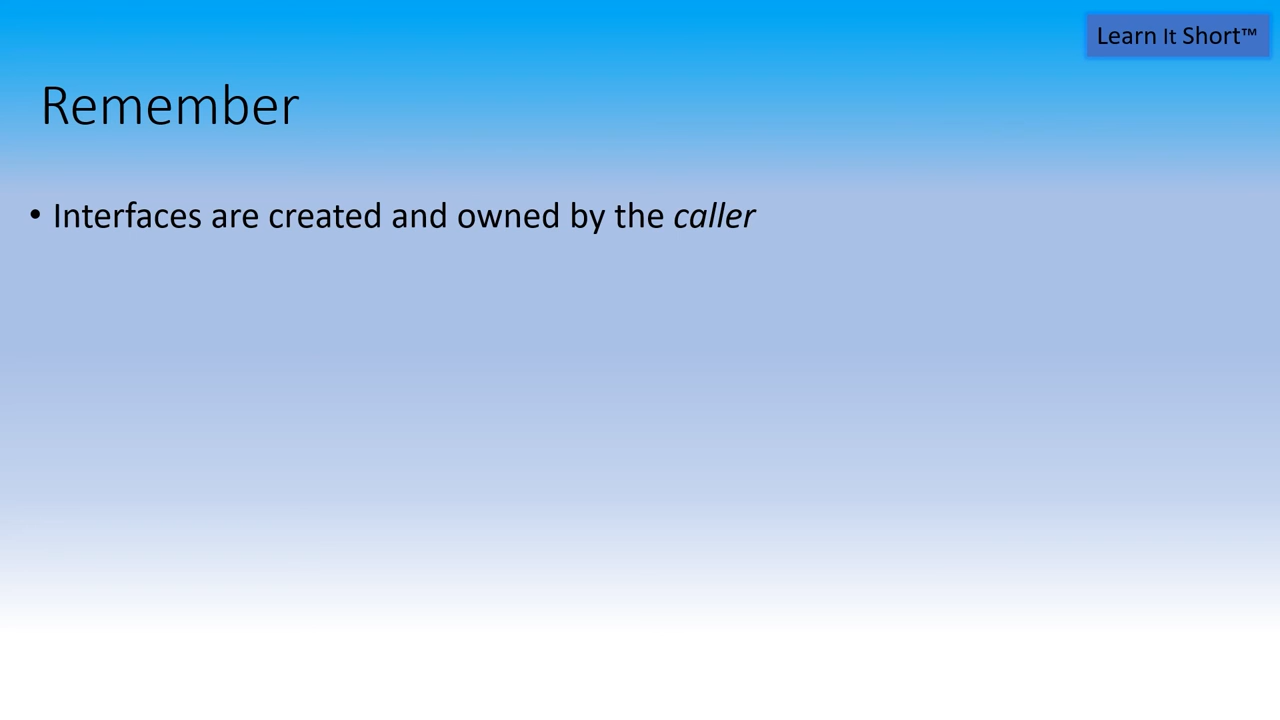 Learn It Short™
Remember
• Interfaces are created and owned by the caller